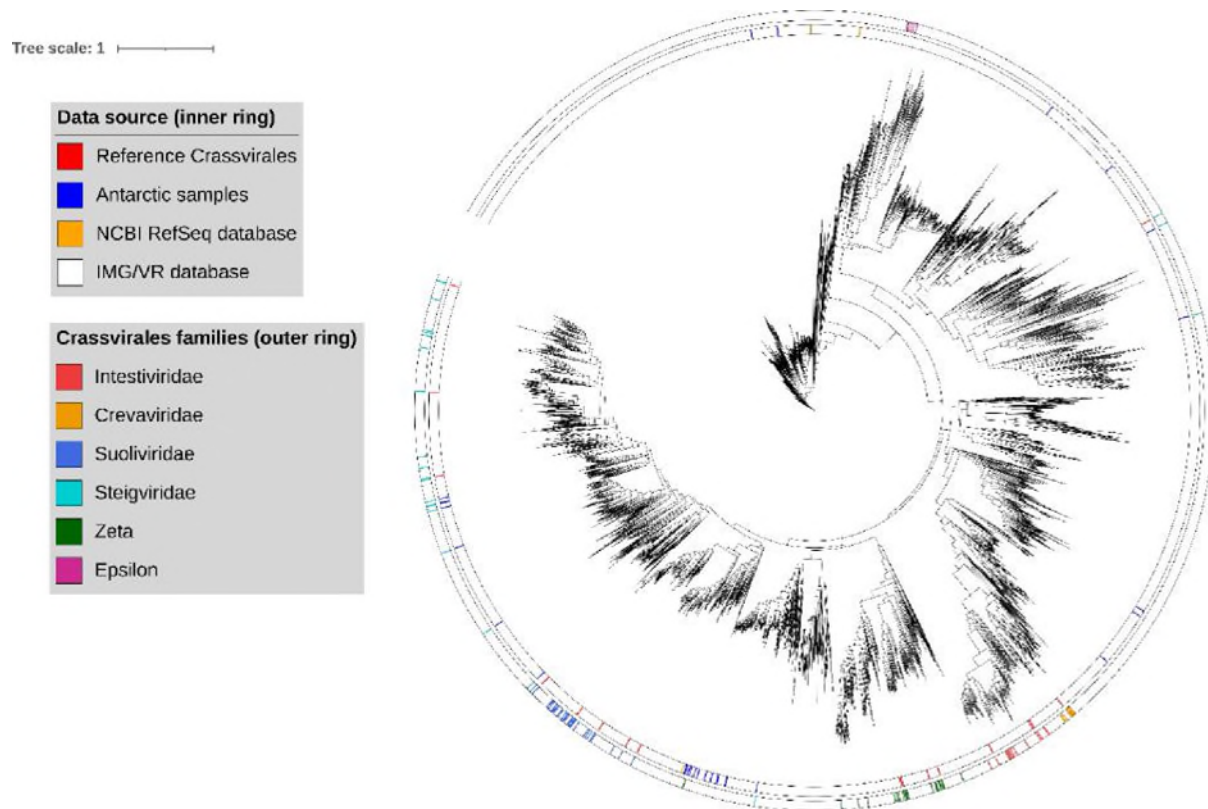 Tree scale: 1
Data source (inner ring)
Reference Crassvirales
Antarctic samples
NCBI RefSeq database
IMG/VR database
Crassvirales families (outer ring)
Intestiviridae
Crevaviridae
Suoliviridae
Steigviridae
Zeta
Epsilon